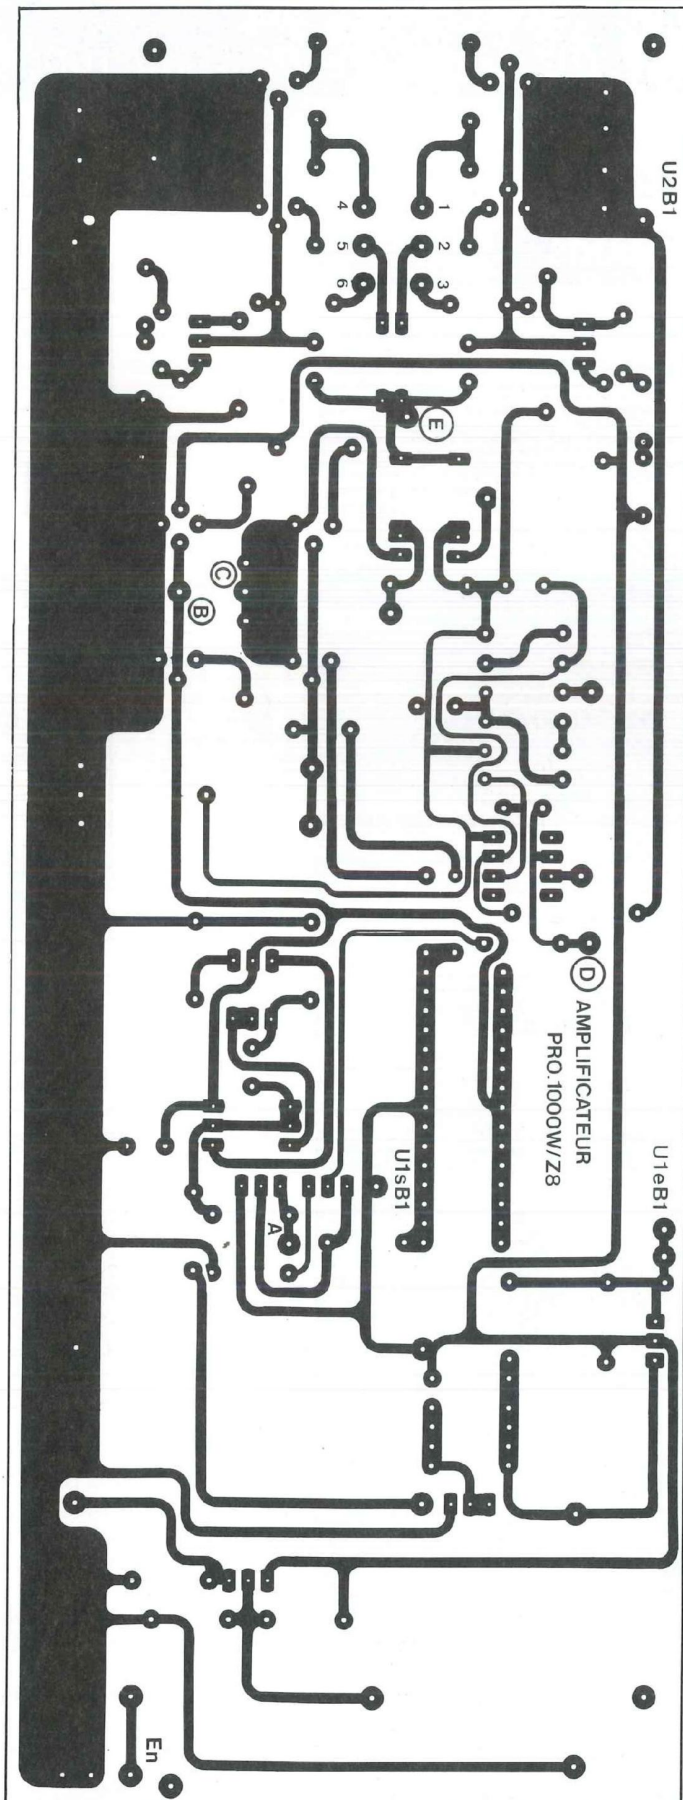 U2B1
4
1
5
2
6
3
E
C
B
D
AMPLIFICATEUR
PRO.1000W/Z8
U1eB1
U1sB1
A
En